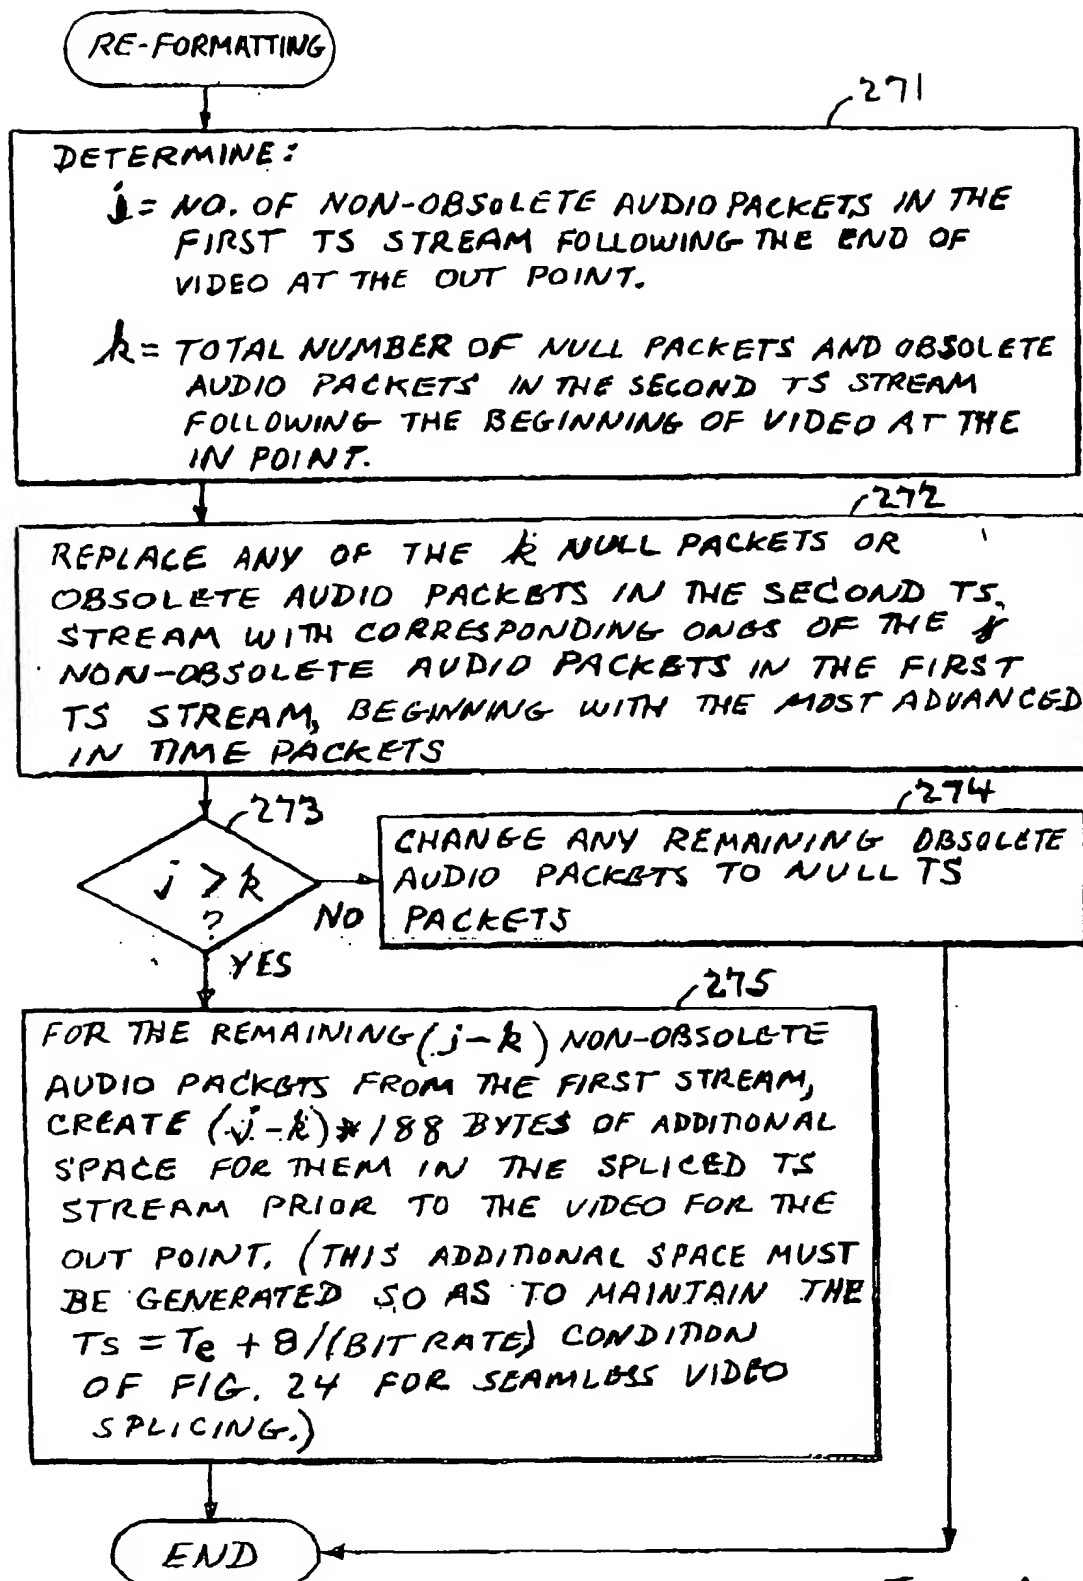 RE-FORMATTING
271
DETERMINE:
j = NO. OF NON-OBSOLETE AUDIO PACKETS IN THE
FIRST TS STREAM FOLLOWING THE END OF
VIDEO AT THE OUT POINT.
k = TOTAL NUMBER OF NULL PACKETS AND OBSOLETE
AUDIO PACKETS IN THE SECOND TS STREAM
FOLLOWING THE BEGINNING OF VIDEO AT THE
IN POINT.
272
REPLACE ANY OF THE k NULL PACKETS OR
OBSOLETE AUDIO PACKETS IN THE SECOND TS
STREAM WITH CORRESPONDING ONES OF THE j
NON-OBSOLETE AUDIO PACKETS IN THE FIRST
TS STREAM, BEGINNING WITH THE MOST ADVANCED
IN TIME PACKETS
273
j > k
?
NO
YES
274
CHANGE ANY REMAINING OBSOLETE
AUDIO PACKETS TO NULL TS
PACKETS
275
FOR THE REMAINING (j-k) NON-OBSOLETE
AUDIO PACKETS FROM THE FIRST STREAM,
CREATE (j-k)*188 BYTES OF ADDITIONAL
SPACE FOR THEM IN THE SPLICED TS
STREAM PRIOR TO THE VIDEO FOR THE
OUT POINT. (THIS ADDITIONAL SPACE MUST
BE GENERATED SO AS TO MAINTAIN THE
TS = Te + 8/(BIT RATE) CONDITION
OF FIG. 24 FOR SEAMLESS VIDEO
SPLICING.)
END